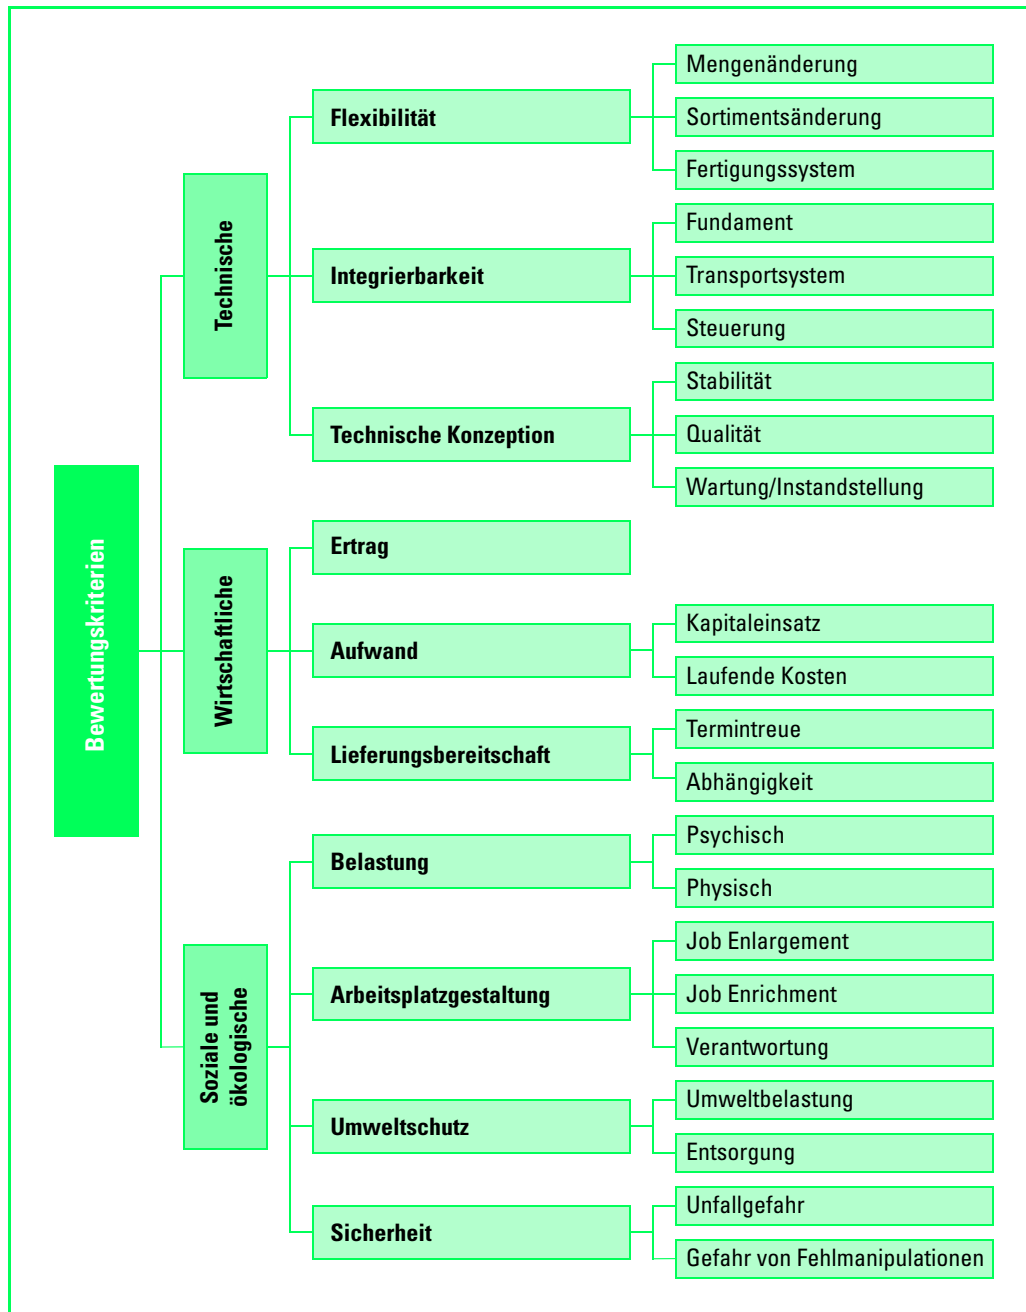 Bewertungskriterien
Technische
Flexibilität
Mengenänderung
Sortimentsänderung
Fertigungssystem
Integrierbarkeit
Fundament
Transportsystem
Steuerung
Technische Konzeption
Stabilität
Qualität
Wartung/Instandstellung
Wirtschaftliche
Ertrag
Aufwand
Kapitaleinsatz
Laufende Kosten
Lieferungsbereitschaft
Termintreue
Abhängigkeit
Soziale und
ökologische
Belastung
Psychisch
Physisch
Arbeitsplatzgestaltung
Job Enlargement
Job Enrichment
Verantwortung
Umweltschutz
Umweltbelastung
Entsorgung
Sicherheit
Unfallgefahr
Gefahr von Fehlmanipulationen